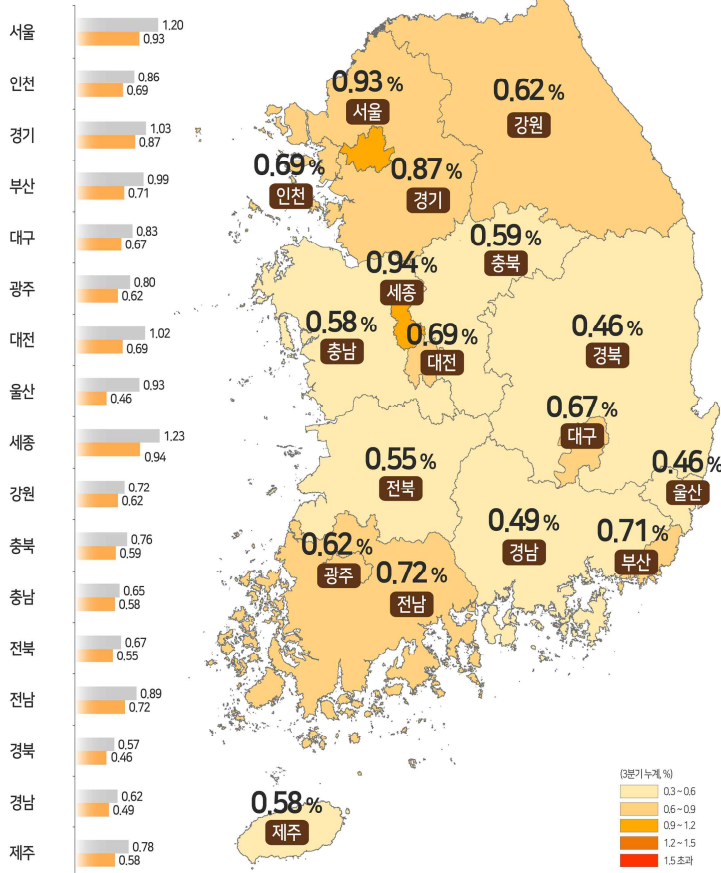 서울
1.20
0.93
인천
0.86
0.69
경기
1.03
0.87
부산
0.99
0.71
대구
0.83
0.67
광주
0.80
0.62
대전
1.02
0.69
울산
0.93
0.46
세종
1.23
0.94
강원
0.72
0.62
충북
0.76
0.59
충남
0.65
0.58
전북
0.67
0.55
전남
0.89
0.72
경북
0.57
0.46
경남
0.62
0.49
제주
0.78
0.58
0.93 %
서울
0.62 %
강원
0.69 %
인천
0.87 %
경기
0.59 %
충북
0.94 %
세종
0.58 %
충남
0.69 %
대전
0.46 %
경북
0.67 %
대구
0.55 %
전북
0.46 %
울산
0.49 %
경남
0.71 %
부산
0.62 %
광주
0.72 %
전남
0.58 %
제주
(3분기 누계, %)
0.3 ~ 0.6
0.6 ~ 0.9
0.9 ~ 1.2
1.2 ~ 1.5
1.5 초과